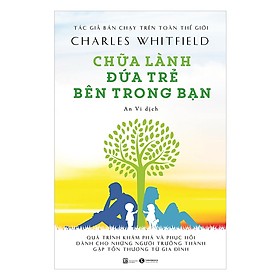 TÁC GIẢ BÁN CHẠY TRÊN TOÀN THẾ GIỚI
CHARLES WHITFIELD
CHỮA LÀNH
ĐỨA TRẺ
BÊN TRONG BẠN
An Vi dịch
QUÁ TRÌNH KHÁM PHÁ VÀ PHỤC HỒI
DÀNH CHO NHỮNG NGƯỜI TRƯỞNG THÀNH
GẶP TỔN THƯƠNG TỪ GIA ĐÌNH